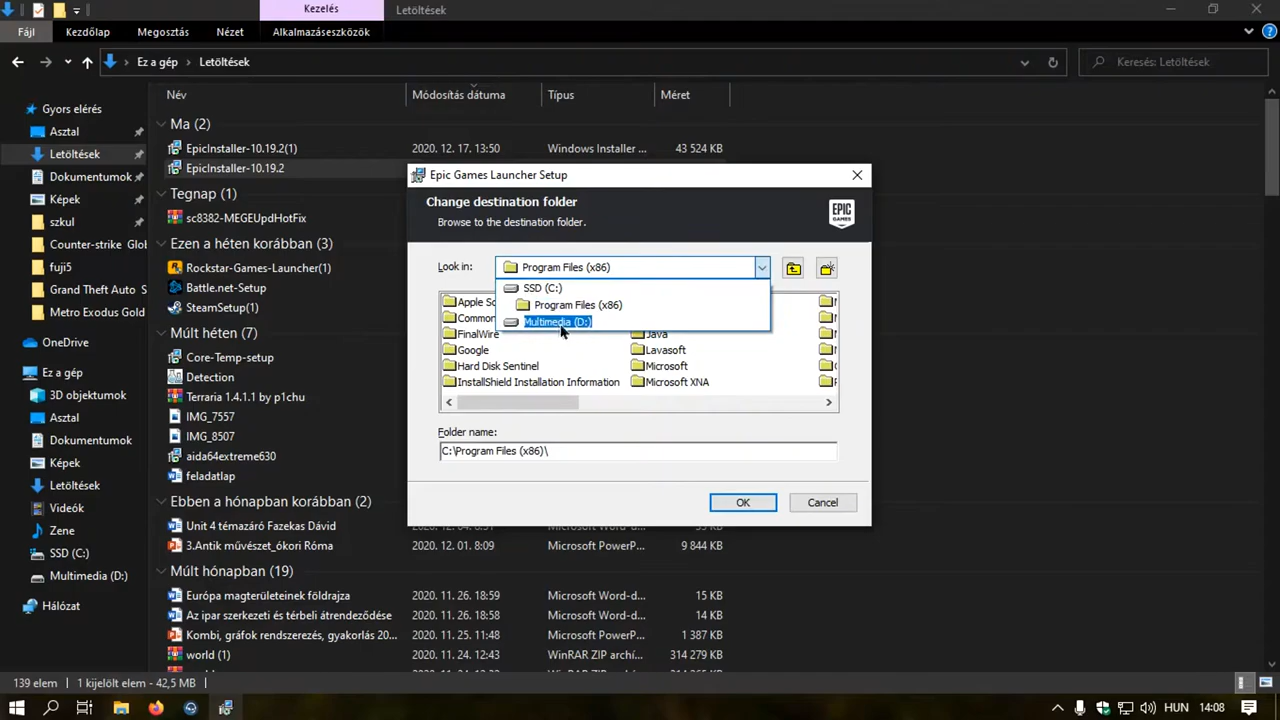 Kezelés
Letöltések
Fájl
Kezdőlap
Megosztás
Nézet
Alkalmazáseszközök
Ez a gép
Letöltések
Keresés: Letöltések
Név
Módosítás dátuma
Típus
Méret
Gyors elérés
Asztal
Letöltések
Dokumentumok
Képek
szkul
Counter-strike Glob
fuji5
Grand Theft Auto S
Metro Exodus Gold
OneDrive
Ez a gép
3D objektumok
Asztal
Dokumentumok
Képek
Letöltések
Videók
Zene
SSD (C:)
Multimedia (D:)
Hálózat
Ma (2)
EpicInstaller-10.19.2(1)
2020. 12. 17. 13:50
Windows Installer ...
43 524 KB
EpicInstaller-10.19.2
Tegnap (1)
sc8382-MEGEUpdHotFix
Ezen a héten korábban (3)
Rockstar-Games-Launcher(1)
Battle.net-Setup
SteamSetup(1)
Múlt héten (7)
Core-Temp-setup
Detection
Terraria 1.4.1.1 by p1chu
IMG_7557
IMG_8507
aida64extreme630
feladatlap
Ebben a hónapban korábban (2)
Unit 4 témazáró Fazekas Dávid
3.Antik művészet_ókori Róma
2020. 12. 01. 8:09
Microsoft PowerP...
9 844 KB
Múlt hónapban (19)
Európa magterületeinek földrajza
2020. 11. 26. 18:59
Microsoft Word-d...
15 KB
Az ipar szerkezeti és térbeli átrendeződése
2020. 11. 26. 18:58
Microsoft Word-d...
14 KB
Kombi, gráfok rendszerezés, gyakorlás 20...
2020. 11. 25. 11:48
Microsoft PowerP...
1 387 KB
world (1)
2020. 11. 24. 12:43
WinRAR ZIP archí...
314 279 KB
Epic Games Launcher Setup
Change destination folder
Browse to the destination folder.
EPIC
GAMES
Look in:
Program Files (x86)
SSD (C:)
Program Files (x86)
Multimedia (D:)
Apple So
Common
FinalWire
Google
Hard Disk Sentinel
InstallShield Installation Information
Java
Lavasoft
Microsoft
Microsoft XNA
Folder name:
C:\Program Files (x86)\
OK
Cancel
139 elem
1 kijelölt elem - 42,5 MB
HUN
14:08